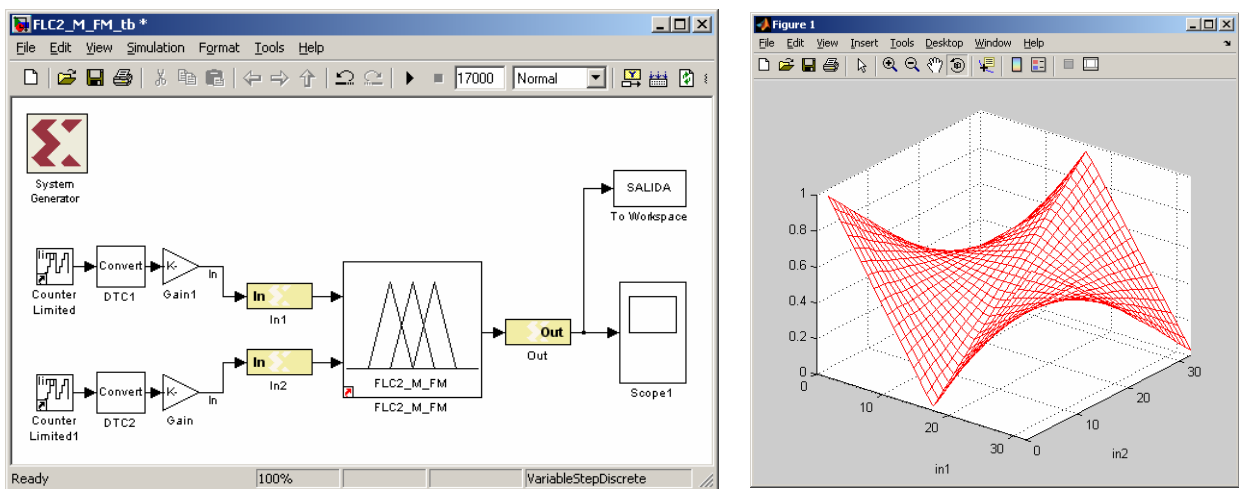 FLC2_M_FM_tb *
File Edit View Simulation Format Tools Help
17000 Normal
System
Generator
SALIDA
To Workspace
lim
Counter
Limited
Convert
DTC1
K-
Gain1
In
In
In1
FLC2_M_FM
FLC2_M_FM
Out
Out
Scope1
lim
Counter
Limited1
Convert
DTC2
K-
Gain
In
In
In2
Ready 100% VariableStepDiscrete
Figure 1
File Edit View Insert Tools Desktop Window Help
1
0.8
0.6
0.4
0.2
0
0
10
20
30
in1
0
10
20
30
in2